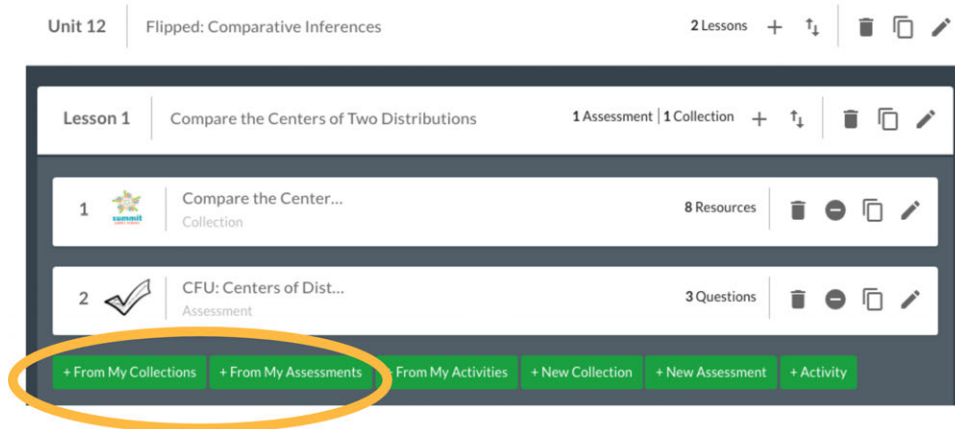 Unit 12 Flipped: Comparative Inferences 2 Lessons
Lesson 1 Compare the Centers of Two Distributions 1 Assessment | 1 Collection
1 summit Compare the Center... 8 Resources
Collection
2 CFU: Centers of Dist... 3 Questions
Assessment
+ From My Collections + From My Assessments + From My Activities + New Collection + New Assessment + Activity